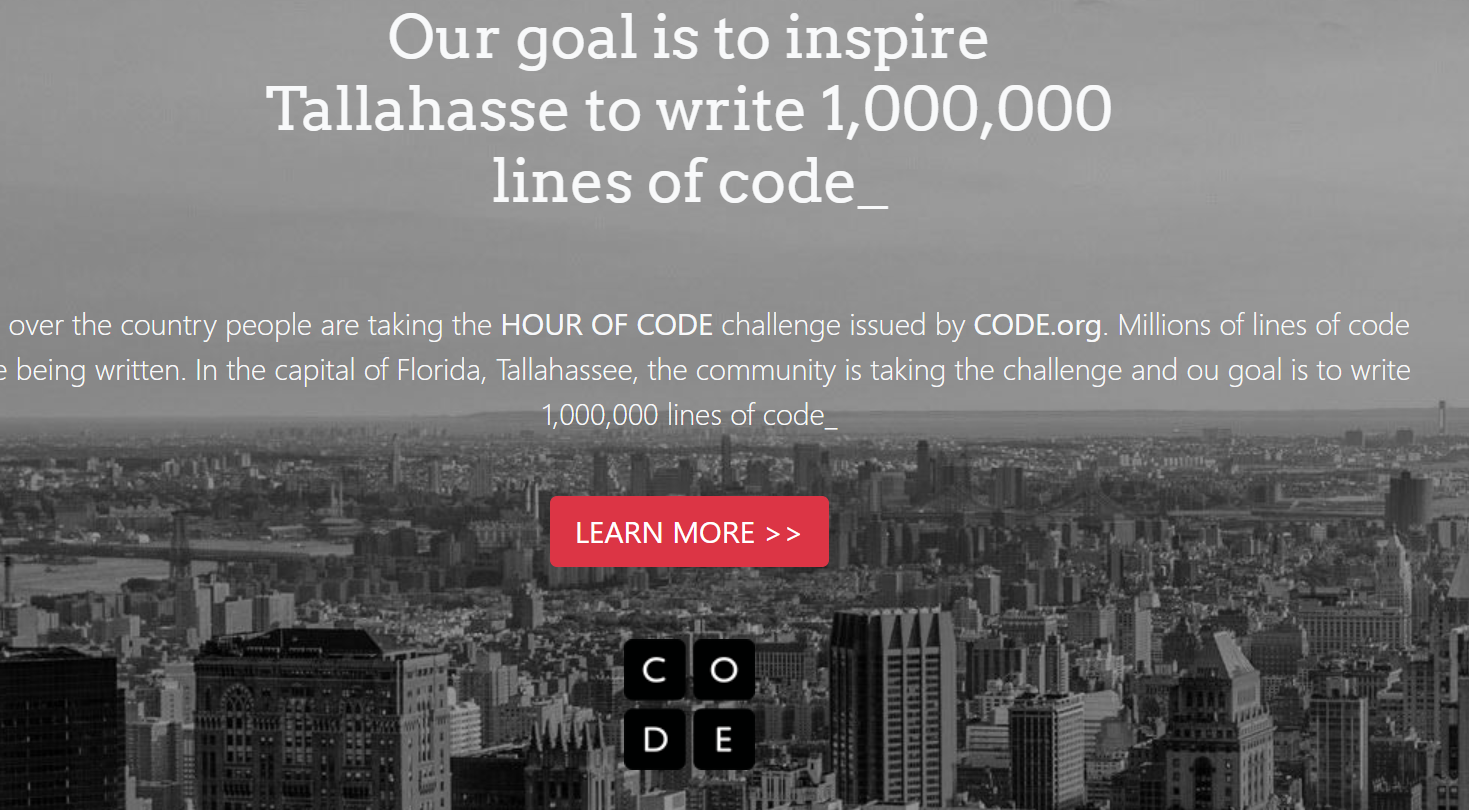 Our goal is to inspire
Tallahasse to write 1,000,000
lines of code_
over the country people are taking the HOUR OF CODE challenge issued by CODE.org. Millions of lines of code
being written. In the capital of Florida, Tallahassee, the community is taking the challenge and ou goal is to write
1,000,000 lines of code_
LEARN MORE >>
C O
D E